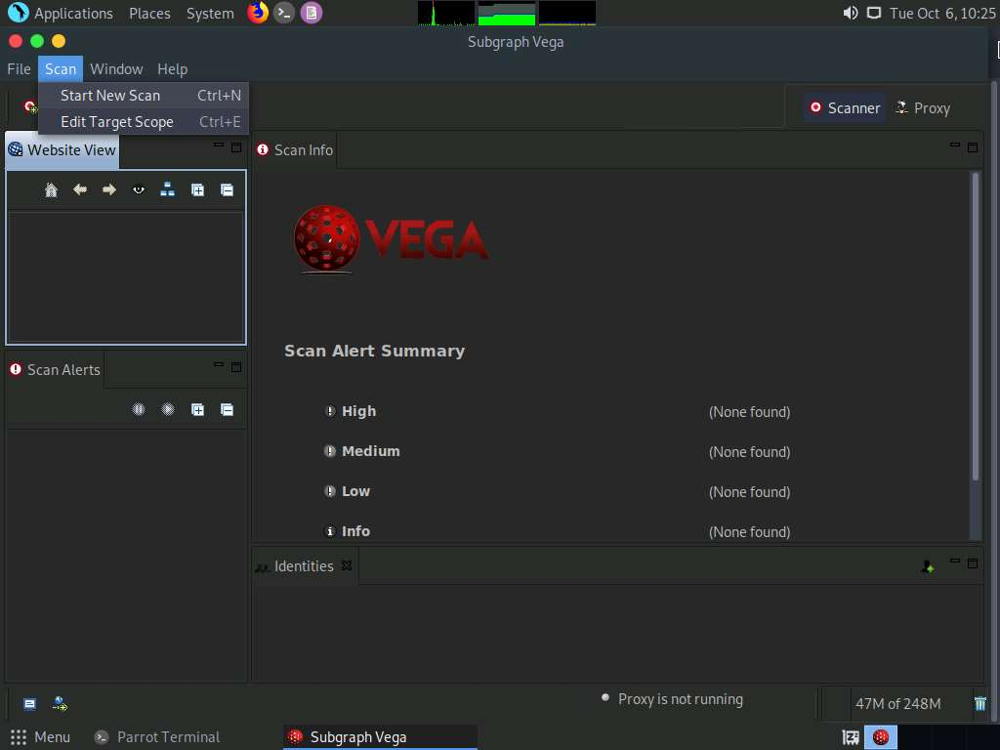 Applications Places System Tue Oct 6, 10:25
Subgraph Vega
File Scan Window Help
Start New Scan Ctrl+N
Edit Target Scope Ctrl+E
Scanner Proxy
Website View
Scan Info
VEGA
Scan Alert Summary
High (None found)
Medium (None found)
Low (None found)
Info (None found)
Scan Alerts
Identities
Proxy is not running
47M of 248M
Menu Parrot Terminal Subgraph Vega